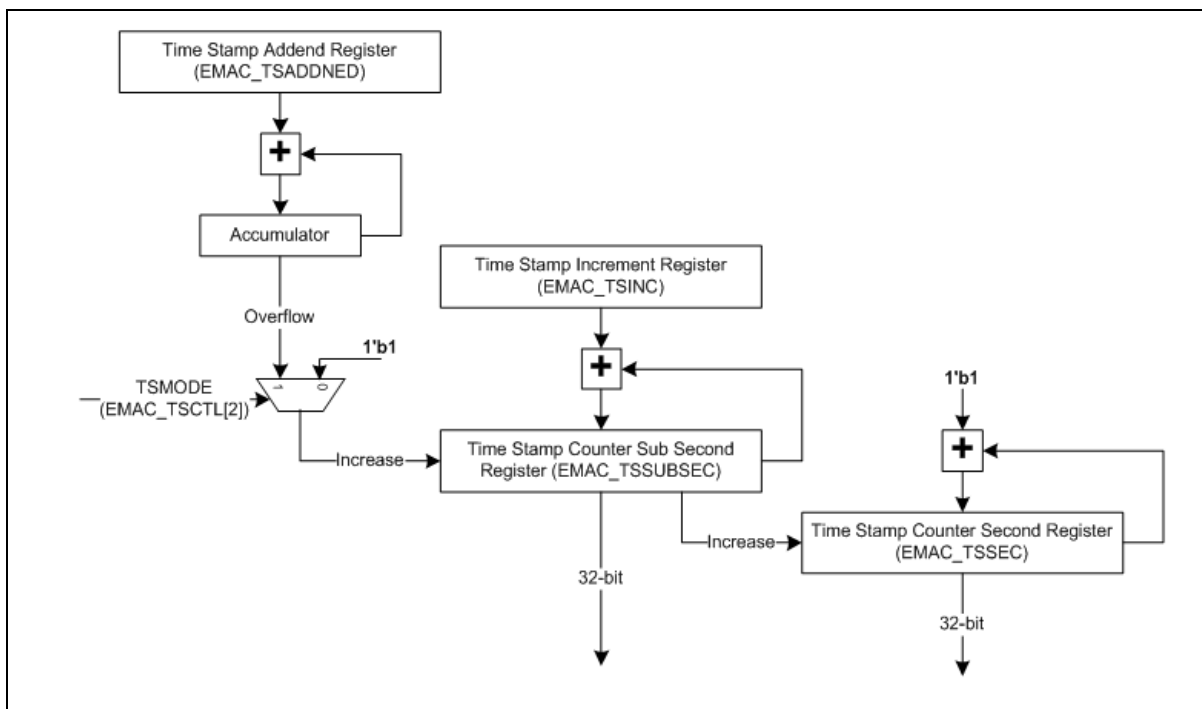 Time Stamp Addend Register
(EMAC_TSADDNED)
+
Accumulator
Overflow
1'b1
1
0
TSMODE
(EMAC_TSCTL[2])
Increase
Time Stamp Increment Register
(EMAC_TSINC)
+
Time Stamp Counter Sub Second
Register (EMAC_TSSUBSEC)
32-bit
Increase
1'b1
+
Time Stamp Counter Second Register
(EMAC_TSSEC)
32-bit